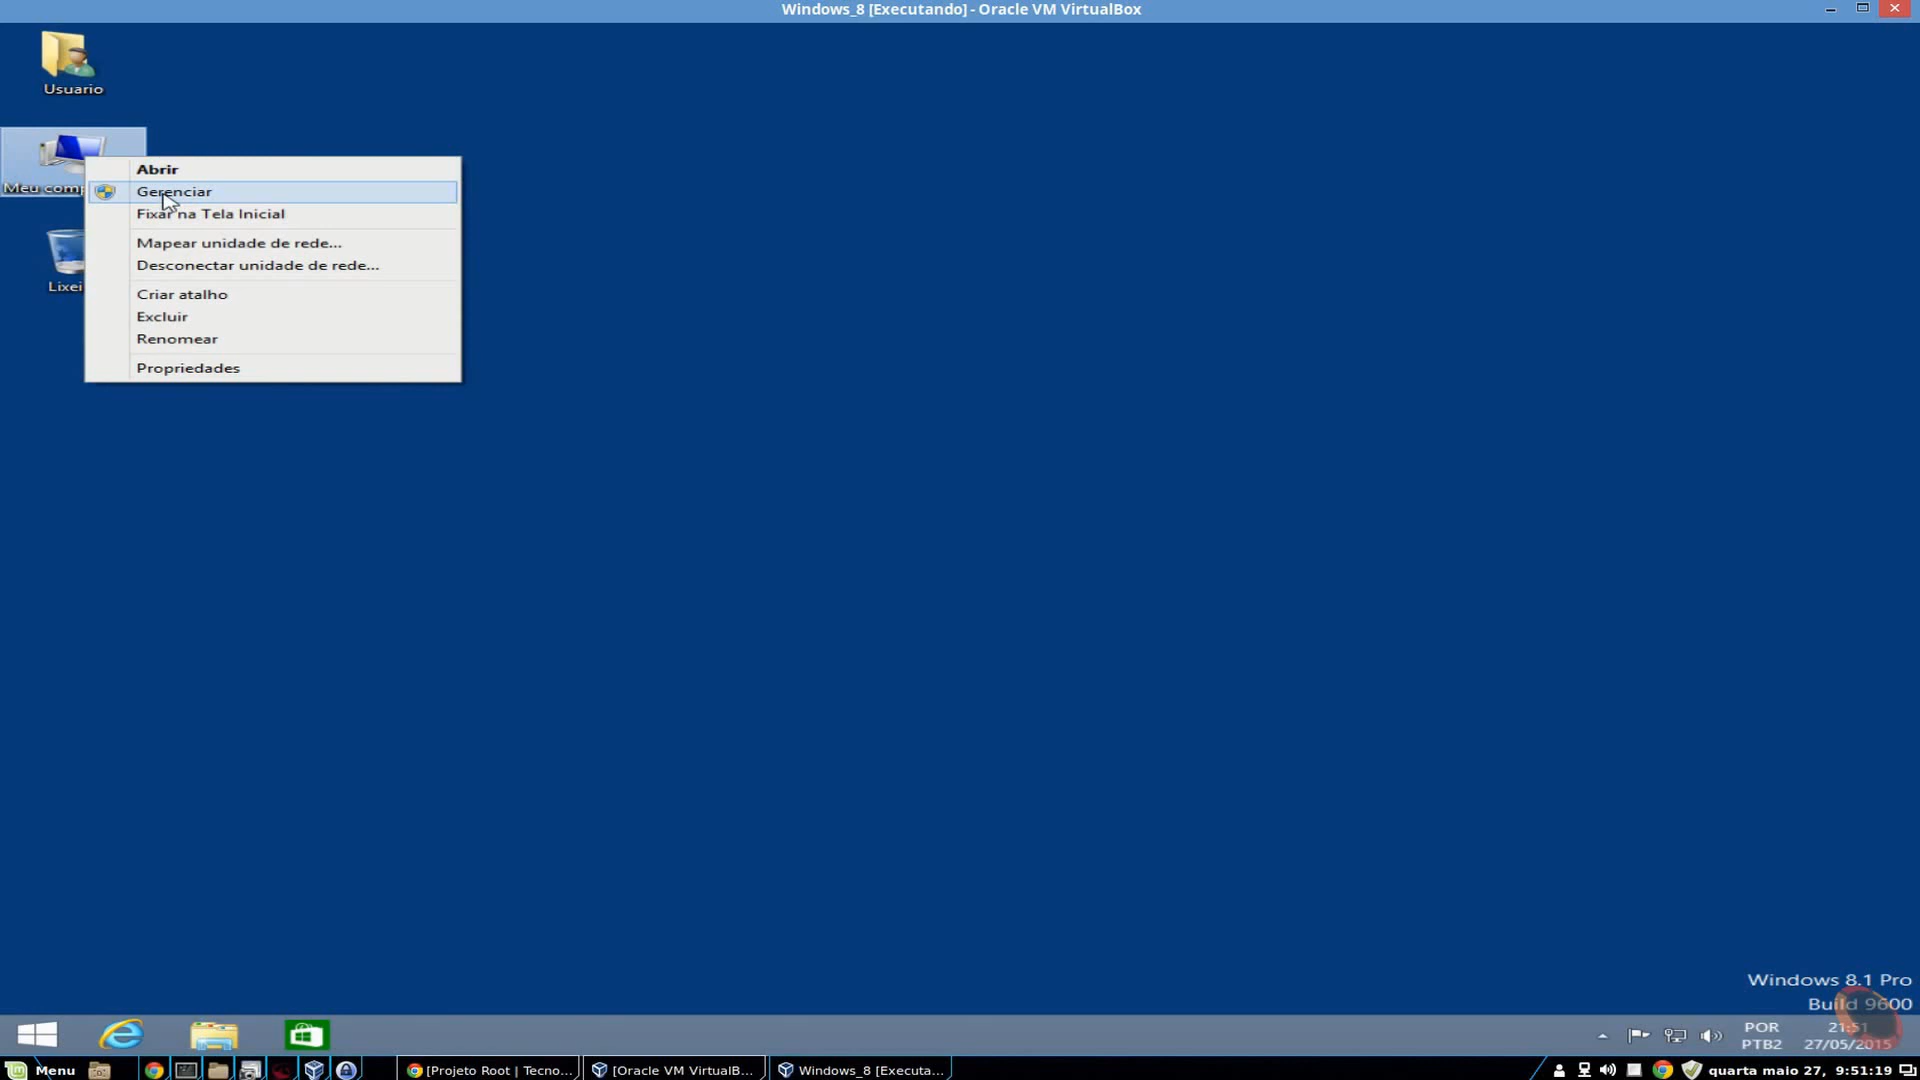 Windows_8 [Executando] - Oracle VM VirtualBox
Usuario
Meu comp
Lixei
Abrir
Gerenciar
Fixar na Tela Inicial
Mapear unidade de rede...
Desconectar unidade de rede...
Criar atalho
Excluir
Renomear
Propriedades
Windows 8.1 Pro
Build 9600
POR
PTB2
21:51
27/05/2015
Menu
[Projeto Root | Tecno...
[Oracle VM VirtualB...
Windows_8 [Executa...
quarta maio 27, 9:51:19